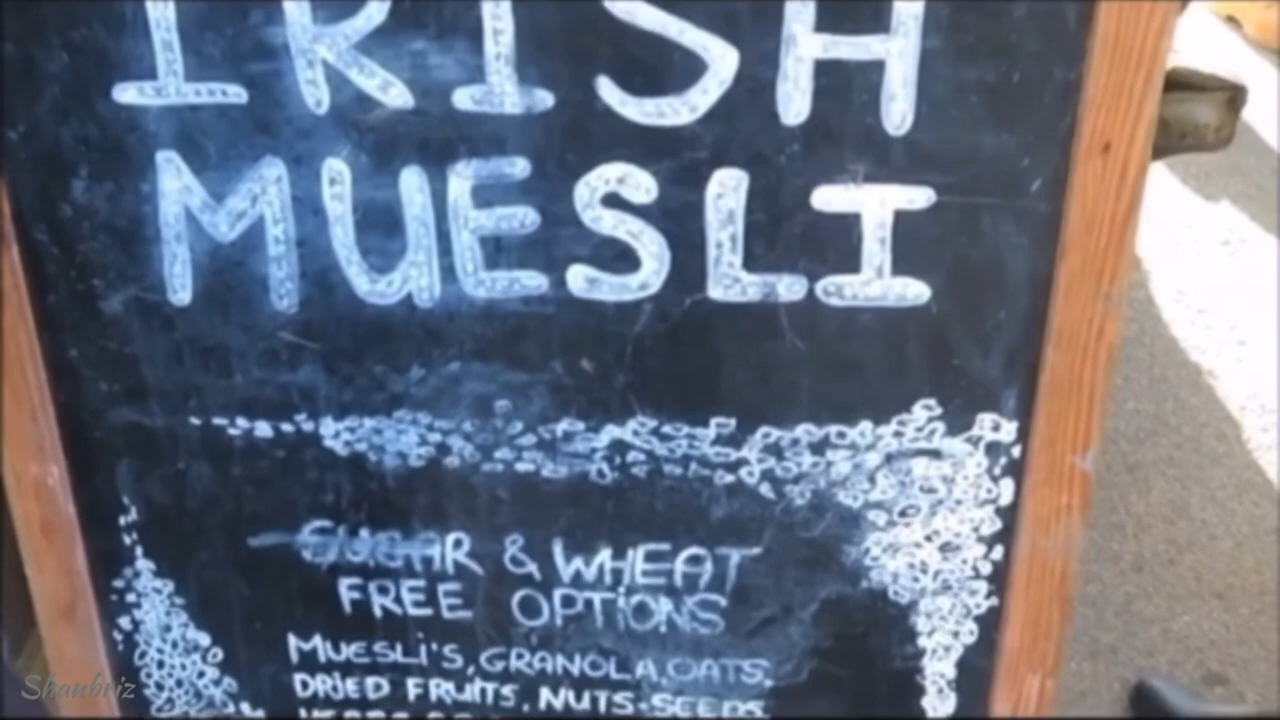 IRISH
MUESLI
SUGAR & WHEAT
FREE OPTIONS
MUESLI'S, GRANOLA, OATS,
DRIED FRUITS, NUTS-SEEDS
Shanbriz